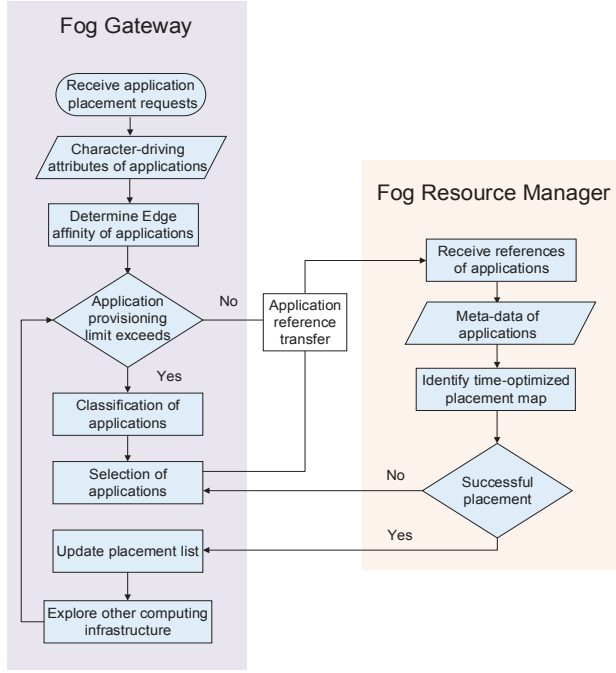 Fog Gateway
Receive application
placement requests
Character-driving
attributes of applications
Determine Edge
affinity of applications
Application
provisioning
limit exceeds
No
Yes
Application
reference
transfer
Classification of
applications
Selection of
applications
Update placement list
Explore other computing
infrastructure
Fog Resource Manager
Receive references
of applications
Meta-data of
applications
Identify time-optimized
placement map
Successful
placement
No
Yes